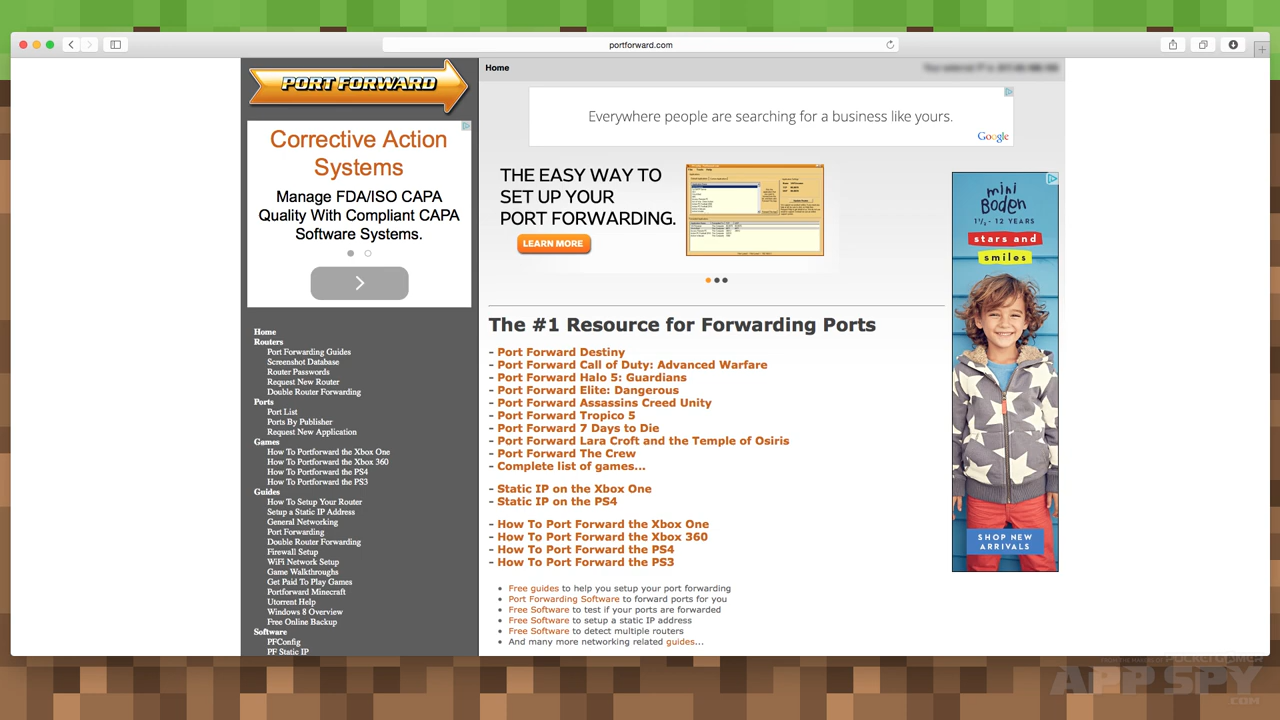 portforward.com
PORT FORWARD
Home
Everywhere people are searching for a business like yours.
Google
Corrective Action
Systems
Manage FDA/ISO CAPA
Quality With Compliant CAPA
Software Systems.
Home
Routers
Port Forwarding Guides
Screenshot Database
Router Passwords
Request New Router
Double Router Forwarding
Ports
Port List
Ports By Publisher
Request New Application
Games
How To Portforward the Xbox One
How To Portforward the Xbox 360
How To Portforward the PS4
How To Portforward the PS3
Guides
How To Setup Your Router
Setup a Static IP Address
General Networking
Port Forwarding
Double Router Forwarding
Firewall Setup
WiFi Network Setup
Game Walkthroughs
Get Paid To Play Games
Portforward Minecraft
Utorrent Help
Windows 8 Overview
Free Online Backup
Software
PFConfig
PF Static IP
THE EASY WAY TO
SET UP YOUR
PORT FORWARDING.
LEARN MORE
The #1 Resource for Forwarding Ports
- Port Forward Destiny
- Port Forward Call of Duty: Advanced Warfare
- Port Forward Halo 5: Guardians
- Port Forward Elite: Dangerous
- Port Forward Assassins Creed Unity
- Port Forward Tropico 5
- Port Forward 7 Days to Die
- Port Forward Lara Croft and the Temple of Osiris
- Port Forward The Crew
- Complete list of games...
- Static IP on the Xbox One
- Static IP on the PS4
- How To Port Forward the Xbox One
- How To Port Forward the Xbox 360
- How To Port Forward the PS4
- How To Port Forward the PS3
• Free guides to help you setup your port forwarding
• Port Forwarding Software to forward ports for you
• Free Software to test if your ports are forwarded
• Free Software to setup a static IP address
• Free Software to detect multiple routers
• And many more networking related guides...
mini
Boden
1½ - 12 YEARS
stars and
smiles
SHOP NEW
ARRIVALS
FROM THE MAKERS OF POCKETGAMER
APP SPY
.COM